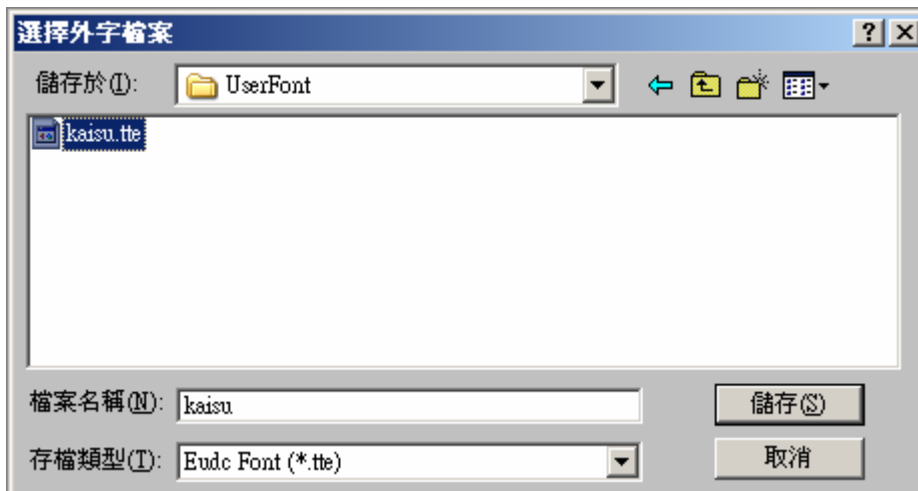 選擇外字檔案
儲存於(I): UserFont
kaisu.tte
檔案名稱(N): kaisu 儲存(S)
存檔類型(T): Eudc Font (*.tte) 取消